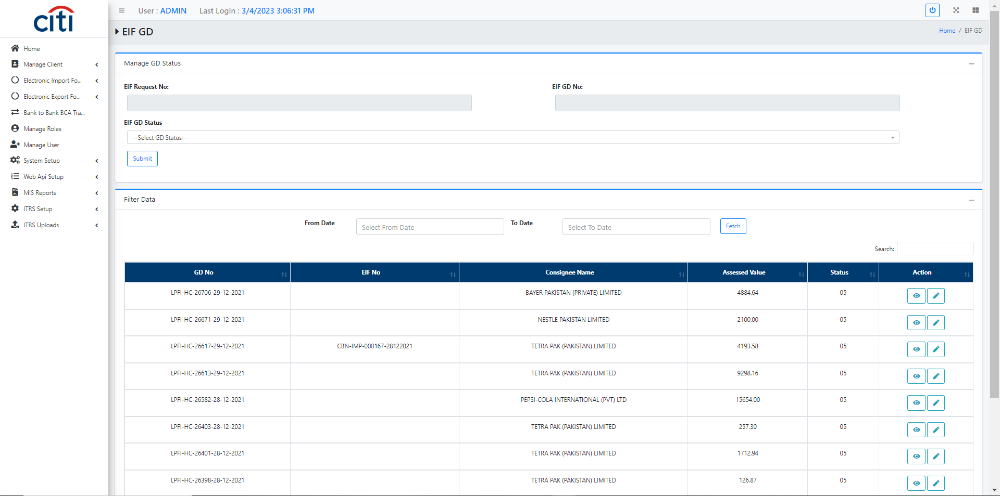 citi
User : ADMIN Last Login : 3/4/2023 3:06:31 PM
EIF GD
Home / EIF GD
Home
Manage Client
Electronic Import Fo...
Electronic Export Fo...
Bank to Bank BCA Tra...
Manage Roles
Manage User
System Setup
Web Api Setup
MIS Reports
ITRS Setup
ITRS Uploads
Manage GD Status
EIF Request No: EIF GD No:
EIF GD Status
--Select GD Status--
Submit
Filter Data
From Date Select From Date To Date Select To Date Fetch
Search:
GD No EIF No Consignee Name Assessed Value Status Action
LPFI-HC-26706-29-12-2021 BAYER PAKISTAN (PRIVATE) LIMITED 4884.64 05
LPFI-HC-26671-29-12-2021 NESTLE PAKISTAN LIMITED 2100.00 05
LPFI-HC-26617-29-12-2021 CBN-IMP-000167-28122021 TETRA PAK (PAKISTAN) LIMITED 4193.58 05
LPFI-HC-26613-29-12-2021 TETRA PAK (PAKISTAN) LIMITED 9298.16 05
LPFI-HC-26582-28-12-2021 PEPSI-COLA INTERNATIONAL (PVT) LTD 15654.00 05
LPFI-HC-26403-28-12-2021 TETRA PAK (PAKISTAN) LIMITED 257.30 05
LPFI-HC-26401-28-12-2021 TETRA PAK (PAKISTAN) LIMITED 1712.94 05
LPFI-HC-26398-28-12-2021 TETRA PAK (PAKISTAN) LIMITED 126.87 05